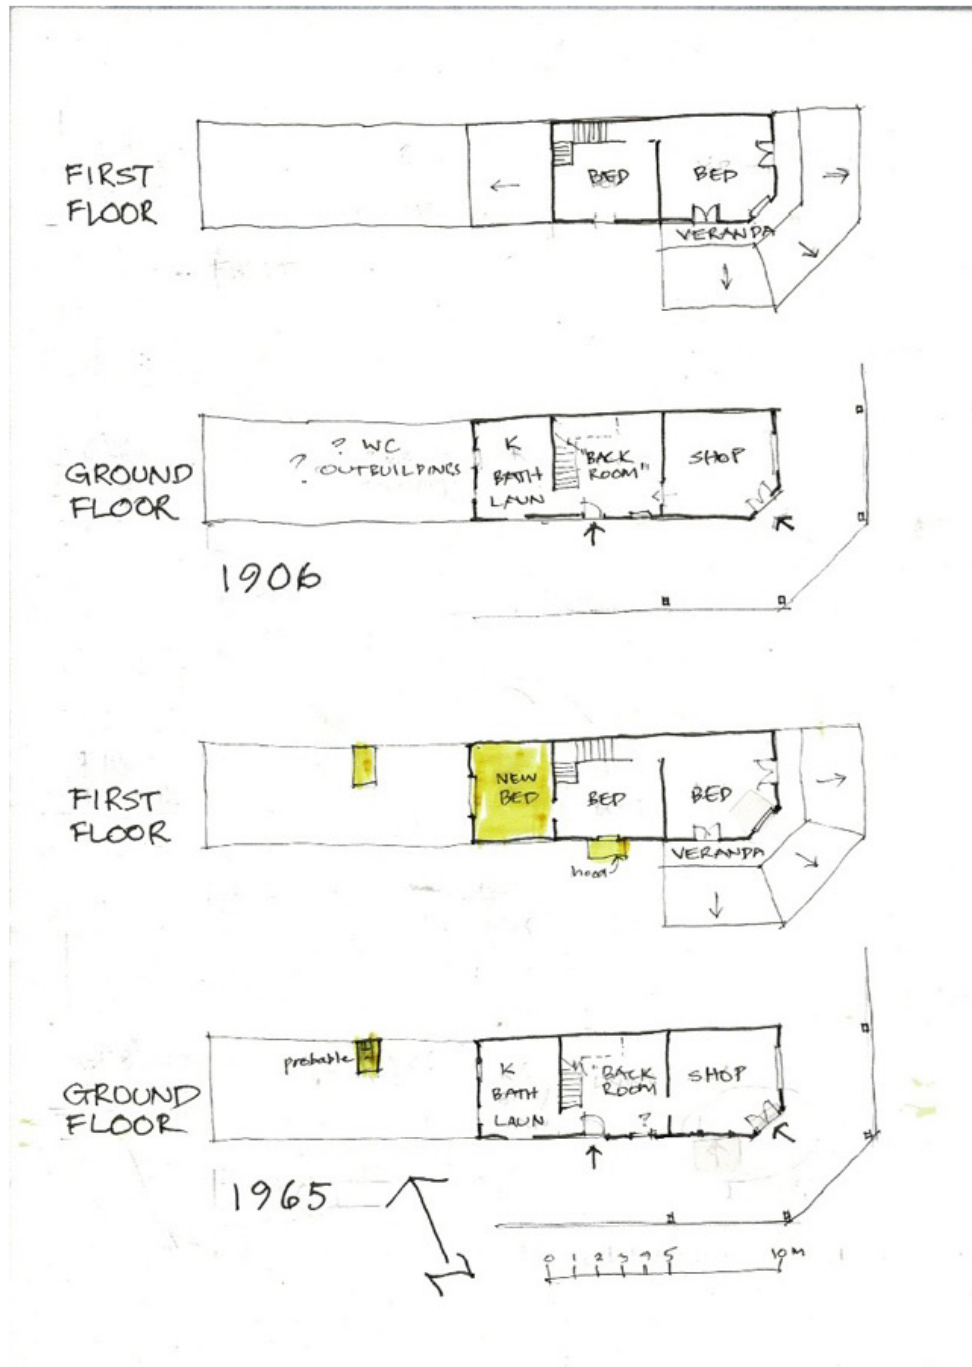 FIRST
FLOOR
BED
BED
VERANDA
GROUND
FLOOR
? WC
? OUTBUILDINGS
K
BATH
LAUN
"BACK
ROOM"
SHOP
1906
FIRST
FLOOR
NEW
BED
BED
BED
VERANDA
hood
GROUND
FLOOR
probable
K
BATH
LAUN
BACK
ROOM
?
SHOP
1965
0 1 2 3 4 5 10M